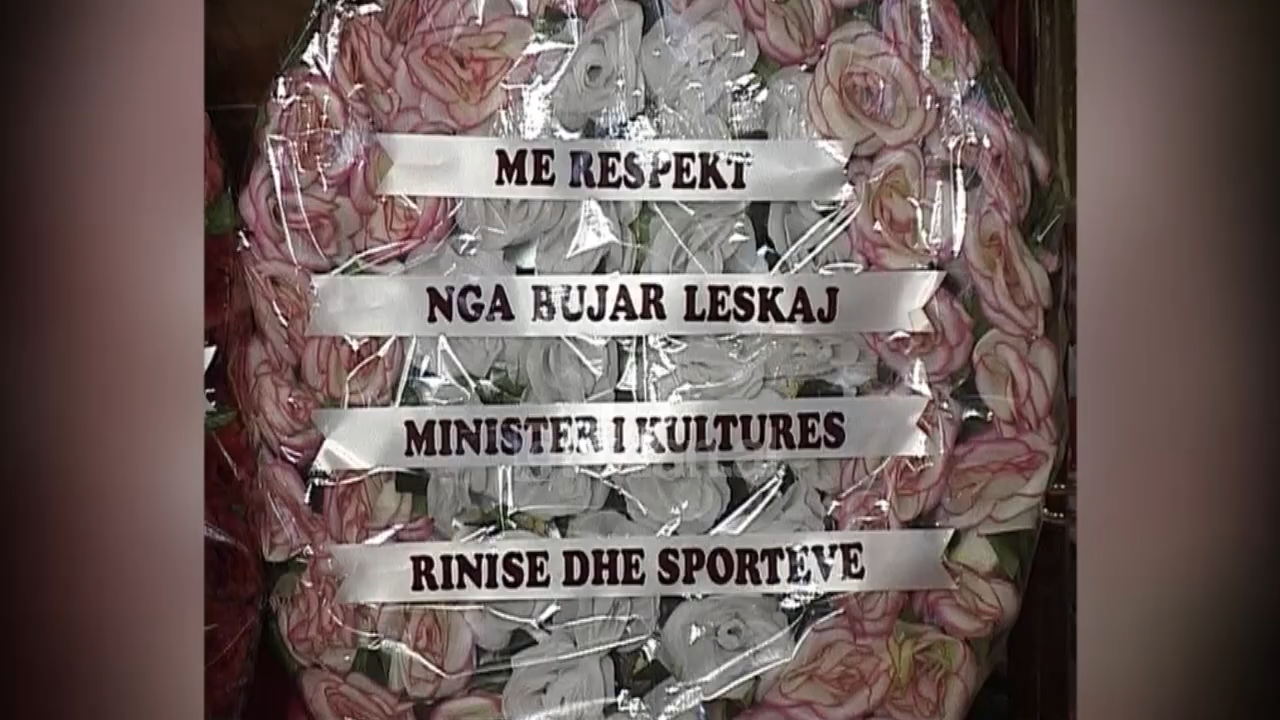 ME RESPEKT
NGA BUJAR LESKAJ
MINISTER I KULTURES
RINISE DHE SPORTEVE